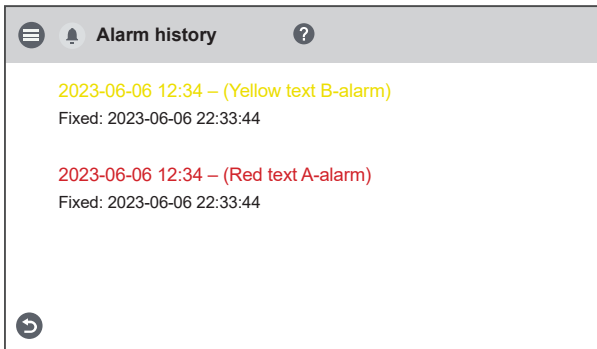 Alarm history ?
2023-06-06 12:34 – (Yellow text B-alarm)
Fixed: 2023-06-06 22:33:44
2023-06-06 12:34 – (Red text A-alarm)
Fixed: 2023-06-06 22:33:44